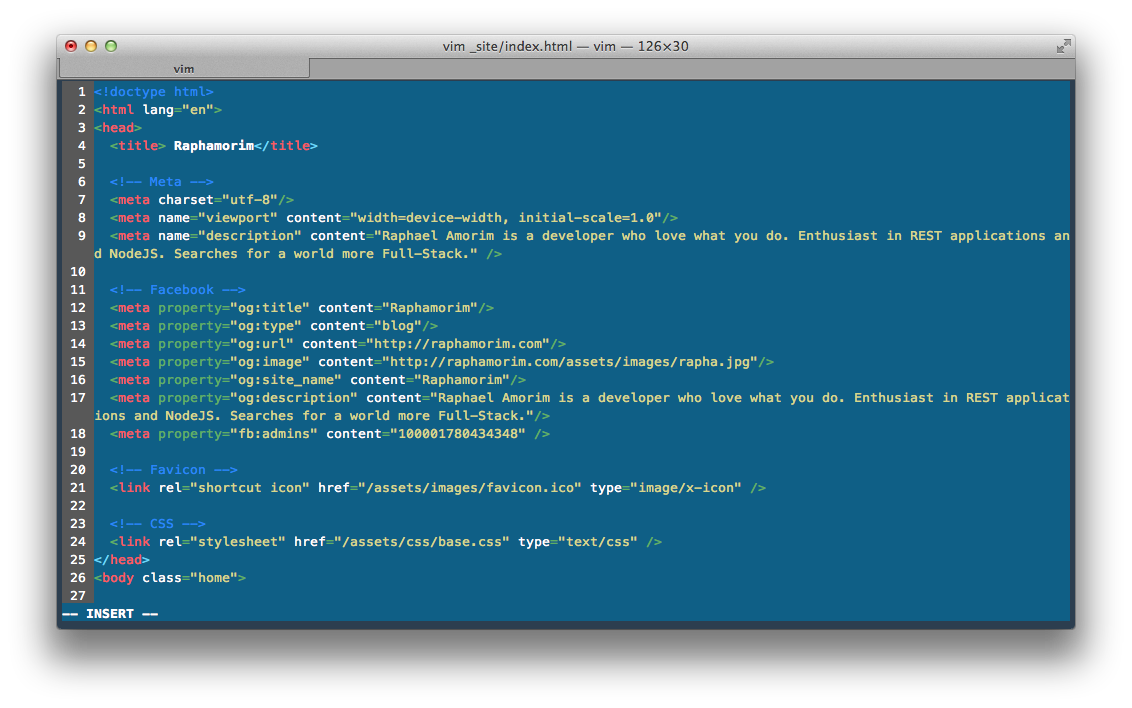 vim _site/index.html — vim — 126×30
vim
1 <!doctype html>
2 <html lang="en">
3 <head>
4   <title> Raphamorim</title>
5
6   <!-- Meta -->
7   <meta charset="utf-8"/>
8   <meta name="viewport" content="width=device-width, initial-scale=1.0"/>
9   <meta name="description" content="Raphael Amorim is a developer who love what you do. Enthusiast in REST applications an
d NodeJS. Searches for a world more Full-Stack." />
10
11   <!-- Facebook -->
12   <meta property="og:title" content="Raphamorim"/>
13   <meta property="og:type" content="blog"/>
14   <meta property="og:url" content="http://raphamorim.com"/>
15   <meta property="og:image" content="http://raphamorim.com/assets/images/rapha.jpg"/>
16   <meta property="og:site_name" content="Raphamorim"/>
17   <meta property="og:description" content="Raphael Amorim is a developer who love what you do. Enthusiast in REST applicat
ions and NodeJS. Searches for a world more Full-Stack."/>
18   <meta property="fb:admins" content="100001780434348" />
19
20   <!-- Favicon -->
21   <link rel="shortcut icon" href="/assets/images/favicon.ico" type="image/x-icon" />
22
23   <!-- CSS -->
24   <link rel="stylesheet" href="/assets/css/base.css" type="text/css" />
25 </head>
26 <body class="home">
27
-- INSERT --